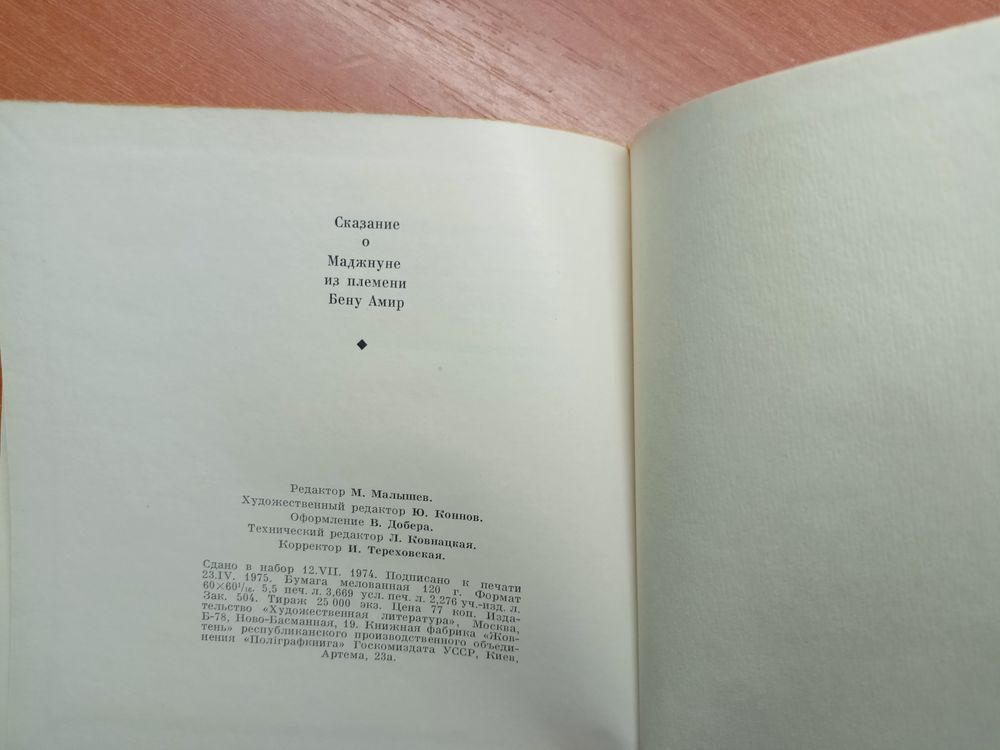 Сказание
о
Маджнуне
из племени
Бену Амир
Редактор М. Малышев.
Художественный редактор Ю. Коннов.
Оформление В. Добера.
Технический редактор Л. Ковнацкая.
Корректор И. Тереховская.
Сдано в набор 12.VII. 1974. Подписано к печати
23.IV. 1975. Бумага мелованная 120 г. Формат
60×60¹/₁₆. 5,5 печ. л. 3,669 усл. печ. л. 2,276 уч.-изд. л.
Зак. 504. Тираж 25 000 экз. Цена 77 коп. Изда-
тельство «Художественная литература», Москва,
Б-78, Ново-Басманная, 19. Книжная фабрика «Жов-
тень» республиканского производственного объеди-
нения «Поліграфкнига» Госкомиздата УССР, Киев,
Артема, 23а.